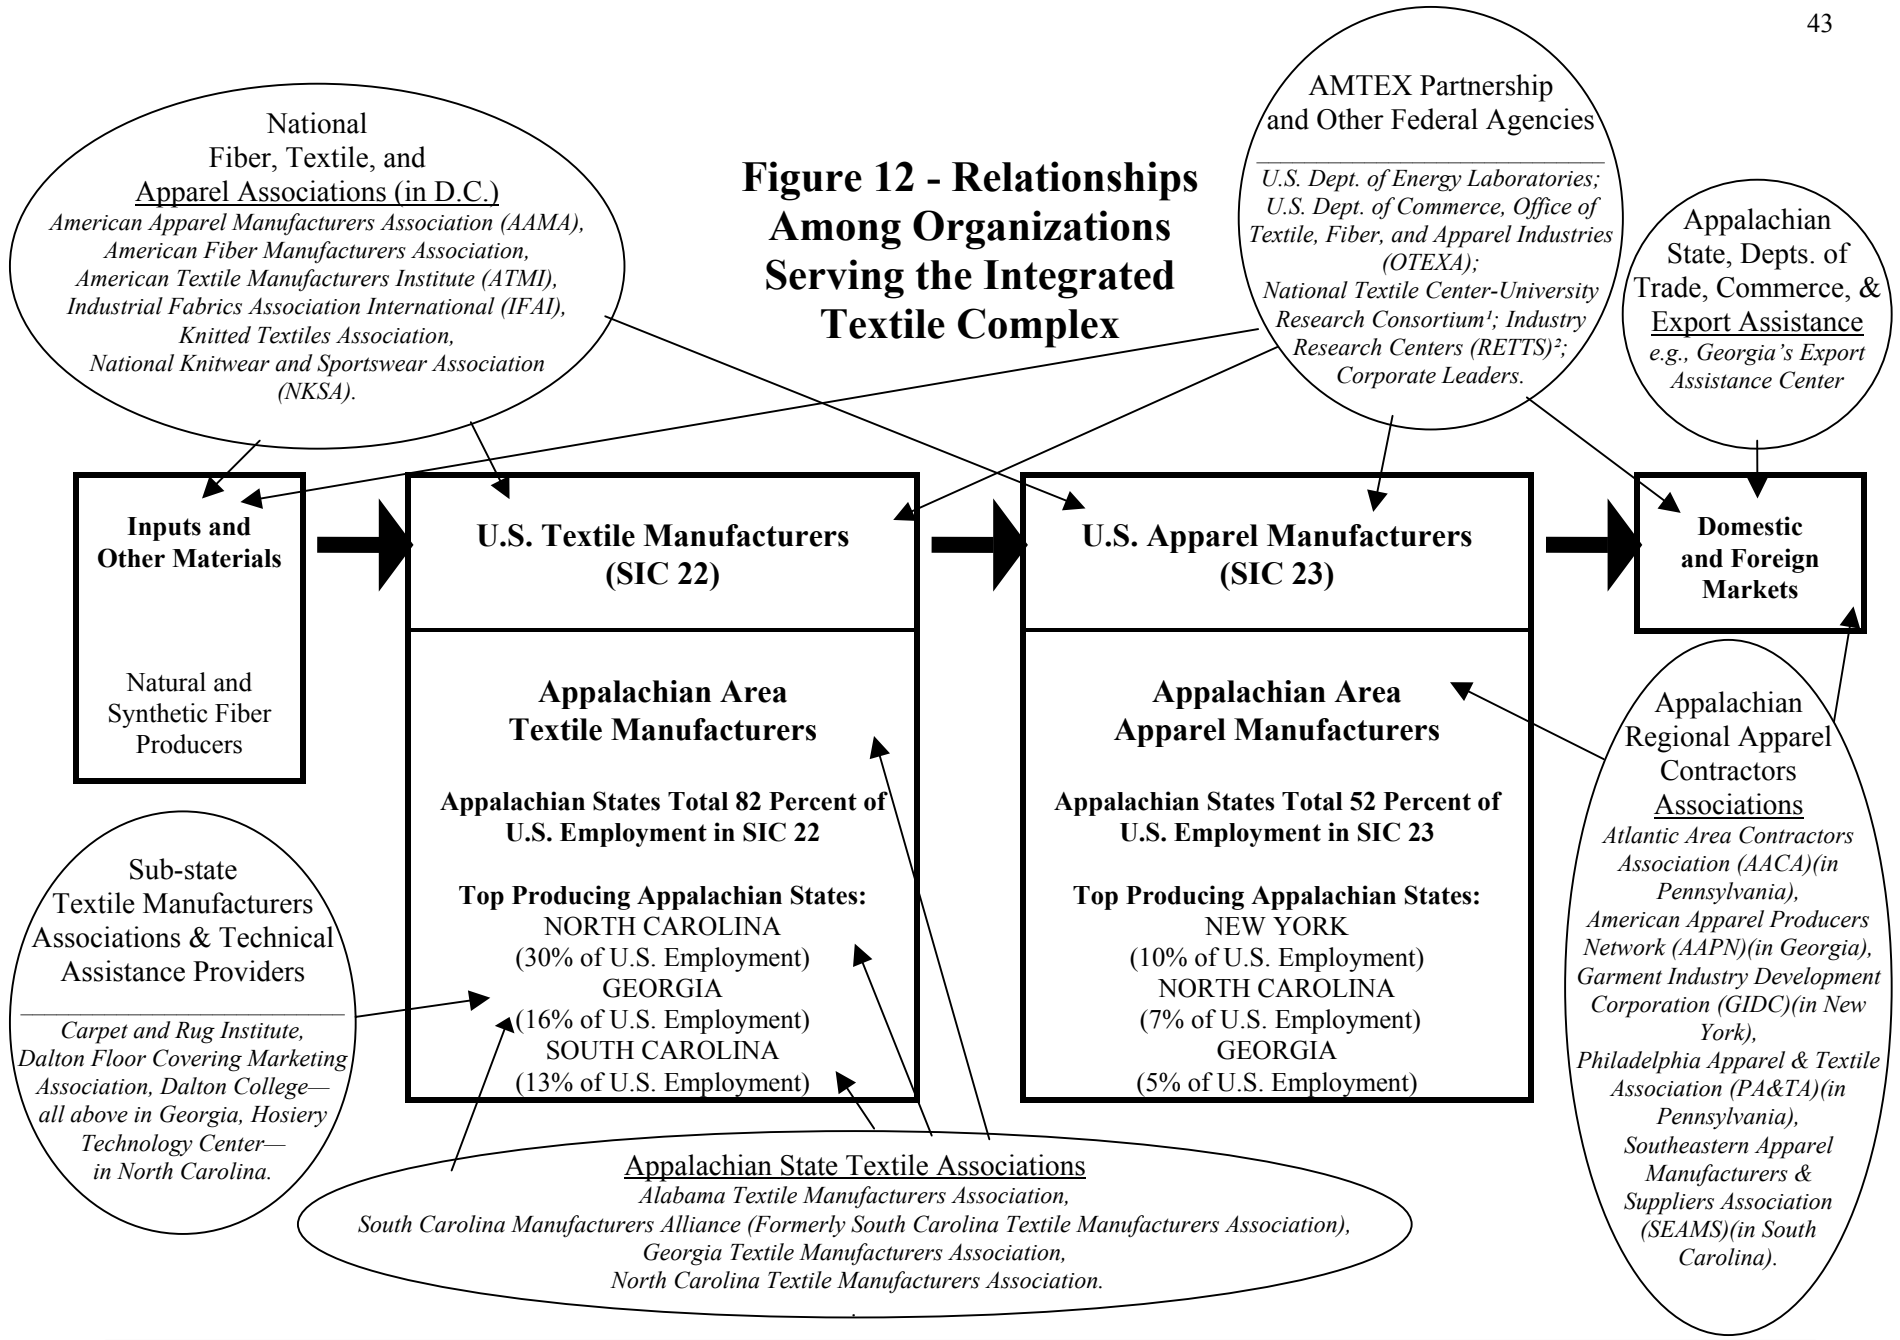 43
National
Fiber, Textile, and
Apparel Associations (in D.C.)
American Apparel Manufacturers Association (AAMA),
American Fiber Manufacturers Association,
American Textile Manufacturers Institute (ATMI),
Industrial Fabrics Association International (IFAI),
Knitted Textiles Association,
National Knitwear and Sportswear Association
(NKSA).
Figure 12 - Relationships
Among Organizations
Serving the Integrated
Textile Complex
AMTEX Partnership
and Other Federal Agencies
U.S. Dept. of Energy Laboratories;
U.S. Dept. of Commerce, Office of
Textile, Fiber, and Apparel Industries
(OTEXA);
National Textile Center-University
Research Consortium¹; Industry
Research Centers (RETTS)²;
Corporate Leaders.
Appalachian
State, Depts. of
Trade, Commerce, &
Export Assistance
e.g., Georgia’s Export
Assistance Center
Inputs and
Other Materials
Natural and
Synthetic Fiber
Producers
U.S. Textile Manufacturers
(SIC 22)
Appalachian Area
Textile Manufacturers
Appalachian States Total 82 Percent of
U.S. Employment in SIC 22
Top Producing Appalachian States:
NORTH CAROLINA
(30% of U.S. Employment)
GEORGIA
(16% of U.S. Employment)
SOUTH CAROLINA
(13% of U.S. Employment)
U.S. Apparel Manufacturers
(SIC 23)
Appalachian Area
Apparel Manufacturers
Appalachian States Total 52 Percent of
U.S. Employment in SIC 23
Top Producing Appalachian States:
NEW YORK
(10% of U.S. Employment)
NORTH CAROLINA
(7% of U.S. Employment)
GEORGIA
(5% of U.S. Employment)
Domestic
and Foreign
Markets
Sub-state
Textile Manufacturers
Associations & Technical
Assistance Providers
Carpet and Rug Institute,
Dalton Floor Covering Marketing
Association, Dalton College—
all above in Georgia, Hosiery
Technology Center—
in North Carolina.
Appalachian State Textile Associations
Alabama Textile Manufacturers Association,
South Carolina Manufacturers Alliance (Formerly South Carolina Textile Manufacturers Association),
Georgia Textile Manufacturers Association,
North Carolina Textile Manufacturers Association.
.
Appalachian
Regional Apparel
Contractors
Associations
Atlantic Area Contractors
Association (AACA)(in
Pennsylvania),
American Apparel Producers
Network (AAPN)(in Georgia),
Garment Industry Development
Corporation (GIDC)(in New
York),
Philadelphia Apparel & Textile
Association (PA&TA)(in
Pennsylvania),
Southeastern Apparel
Manufacturers &
Suppliers Association
(SEAMS)(in South
Carolina).